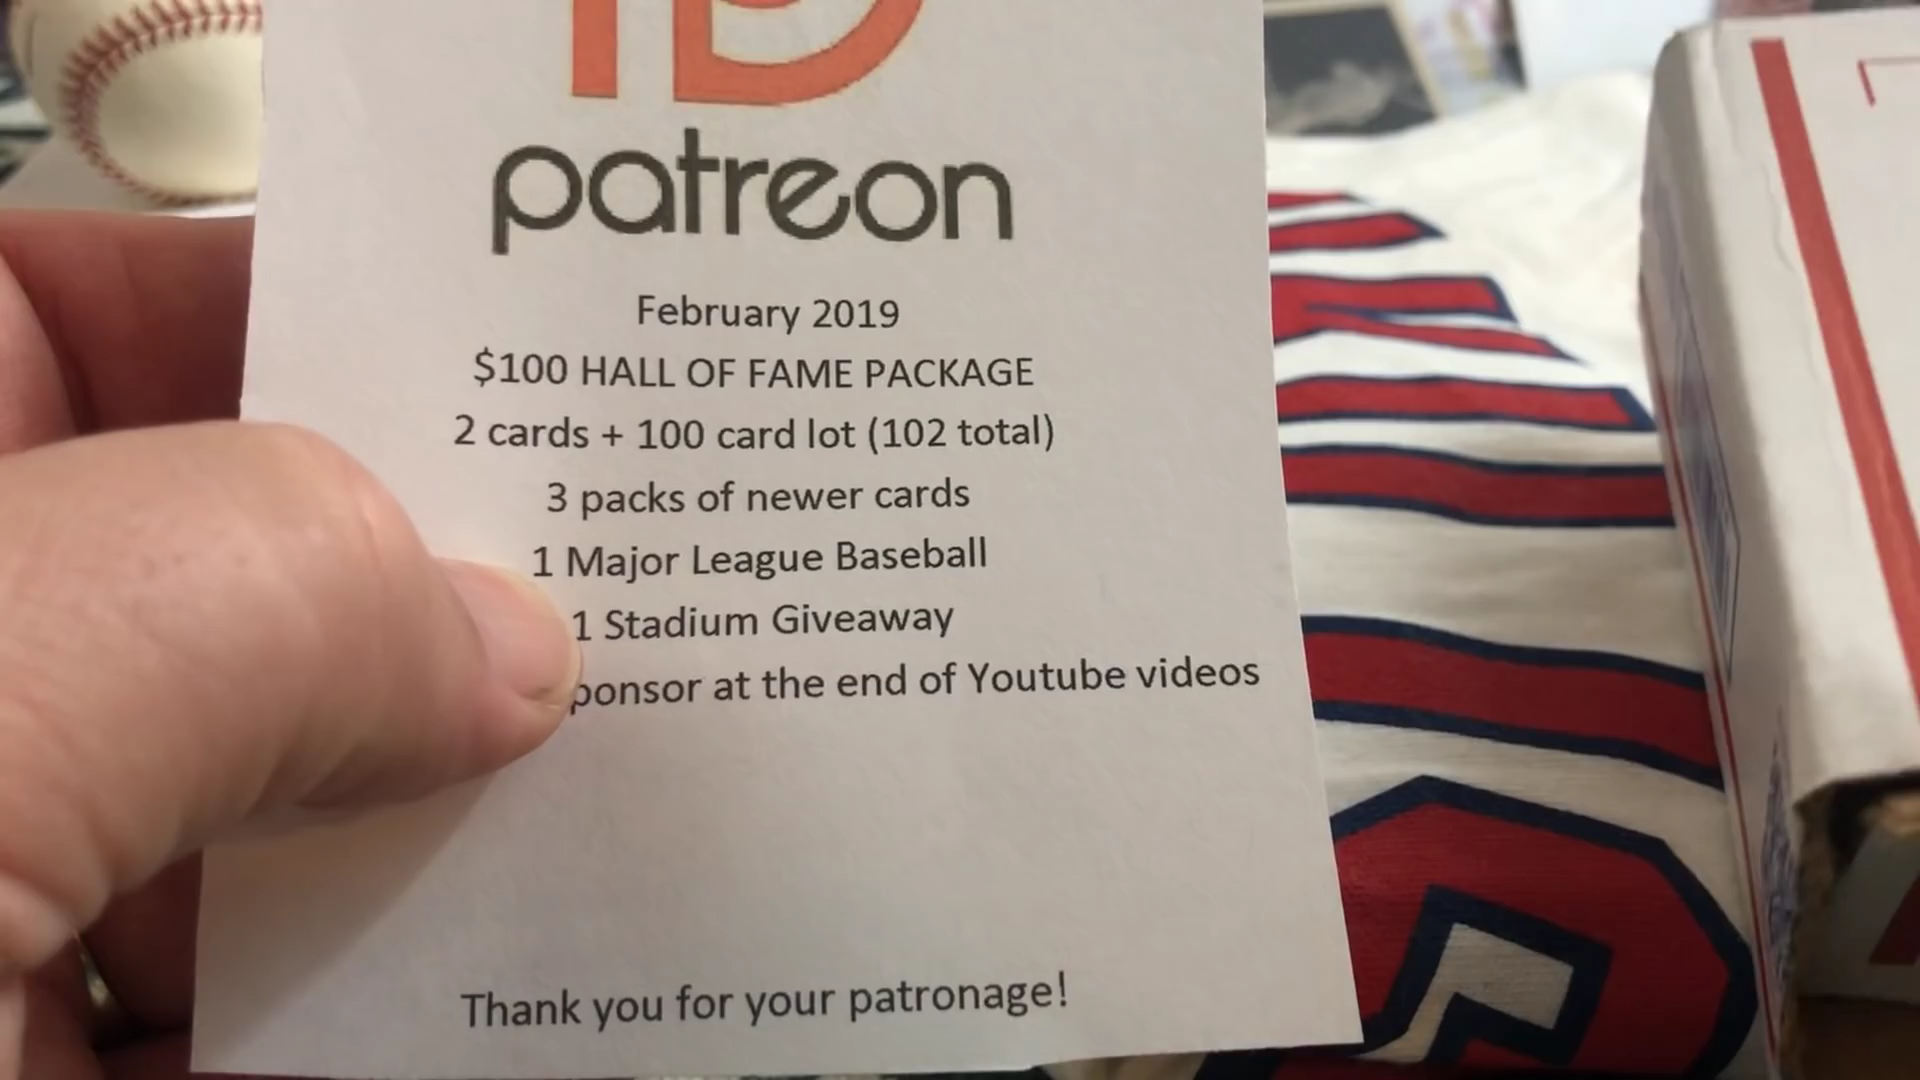 patreon
February 2019
$100 HALL OF FAME PACKAGE
2 cards + 100 card lot (102 total)
3 packs of newer cards
1 Major League Baseball
1 Stadium Giveaway
ponsor at the end of Youtube videos
Thank you for your patronage!